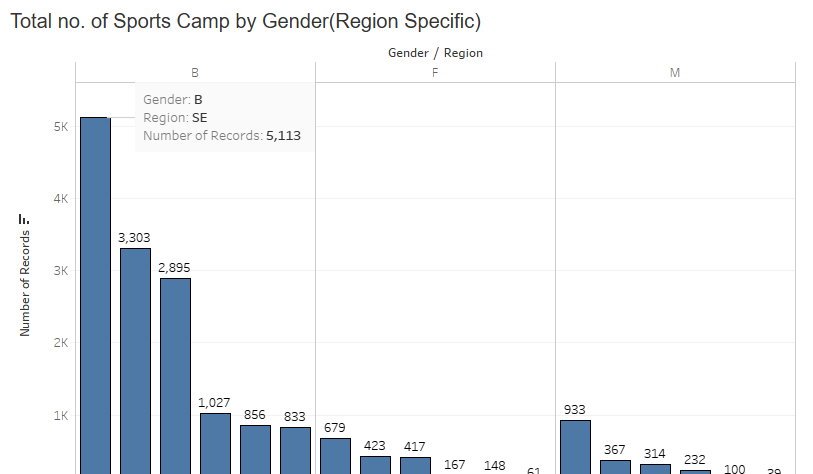 Total no. of Sports Camp by Gender(Region Specific)
Gender / Region
B F M
Gender: B
Region: SE
Number of Records: 5,113
5K
4K
3K
2K
1K
Number of Records
3,303
2,895
1,027
856
833
679
423
417
167
148
933
367
314
232
100